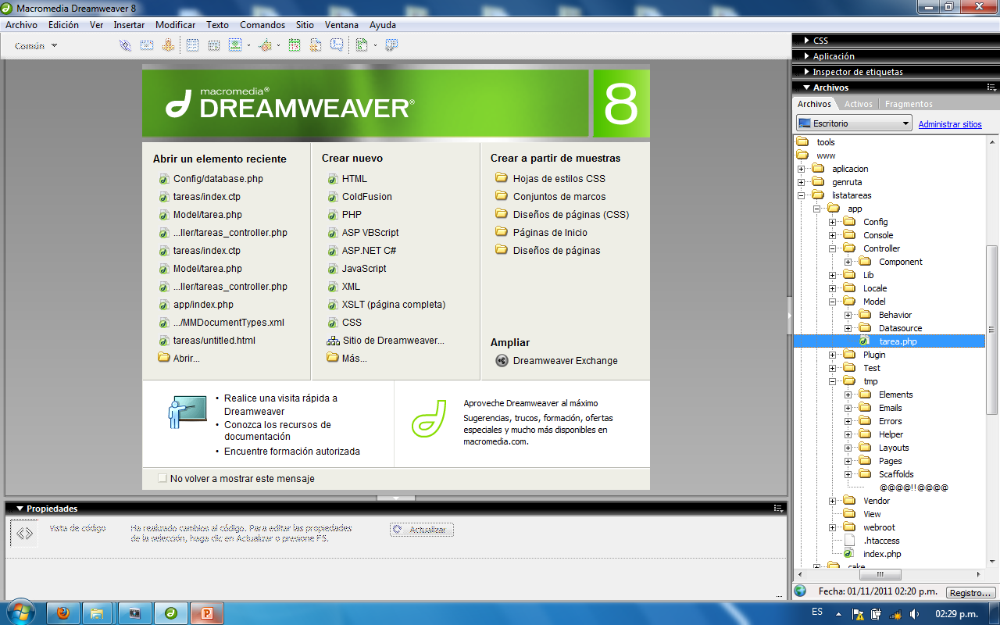 Macromedia Dreamweaver 8
Archivo Edición Ver Insertar Modificar Texto Comandos Sitio Ventana Ayuda
Común
macromedia®
DREAMWEAVER®
8
Abrir un elemento reciente
Config/database.php
tareas/index.ctp
Model/tarea.php
...ller/tareas_controller.php
tareas/index.ctp
Model/tarea.php
...ller/tareas_controller.php
app/index.php
.../MMDocumentTypes.xml
tareas/untitled.html
Abrir...
Crear nuevo
HTML
ColdFusion
PHP
ASP VBScript
ASP.NET C#
JavaScript
XML
XSLT (página completa)
CSS
Sitio de Dreamweaver...
Más...
Crear a partir de muestras
Hojas de estilos CSS
Conjuntos de marcos
Diseños de páginas (CSS)
Páginas de Inicio
Diseños de páginas
Ampliar
Dreamweaver Exchange
• Realice una visita rápida a
Dreamweaver
• Conozca los recursos de
documentación
• Encuentre formación autorizada
Aproveche Dreamweaver al máximo
Sugerencias, trucos, formación, ofertas
especiales y mucho más disponibles en
macromedia.com.
No volver a mostrar este mensaje
Propiedades
Vista de código
Ha realizado cambios al código. Para editar las propiedades
de la selección, haga clic en Actualizar o presione F5.
Actualizar
CSS
Aplicación
Inspector de etiquetas
Archivos
Archivos Activos Fragmentos
Escritorio
Administrar sitios
tools
www
aplicacion
genruta
listatareas
app
Config
Console
Controller
Component
Lib
Locale
Model
Behavior
Datasource
tarea.php
Plugin
Test
tmp
Elements
Emails
Errors
Helper
Layouts
Pages
Scaffolds
@@@@!!@@@@
Vendor
View
webroot
.htaccess
index.php
cake
Fecha: 01/11/2011 02:20 p.m.
Registro...
ES
02:29 p.m.